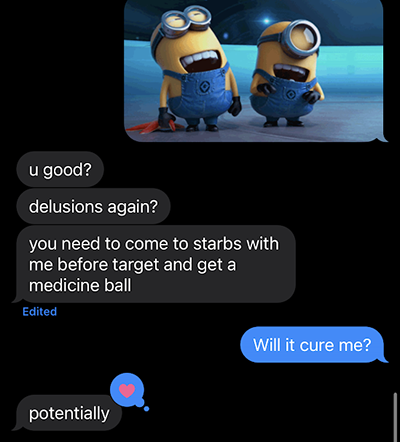 u good?
delusions again?
you need to come to starbs with
me before target and get a
medicine ball
Edited
Will it cure me?
potentially